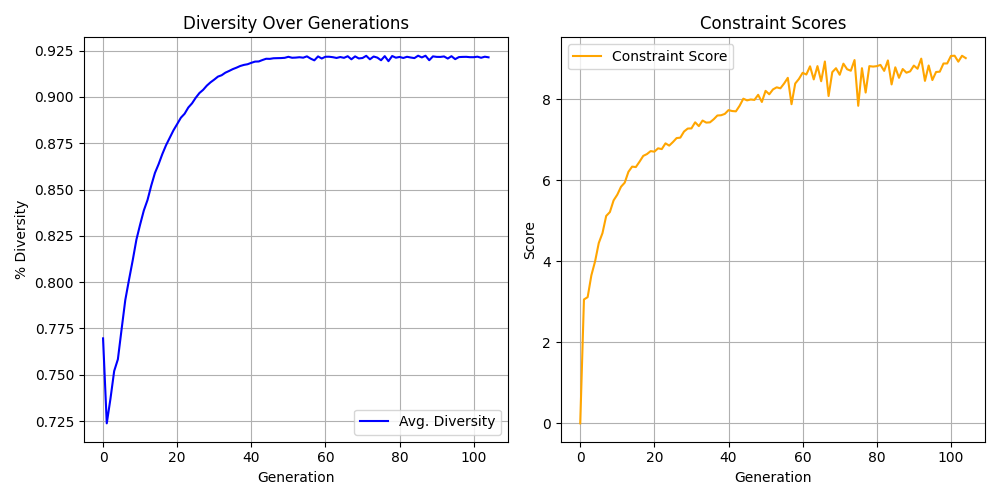 Diversity Over Generations
% Diversity
0.925
0.900
0.875
0.850
0.825
0.800
0.775
0.750
0.725
Avg. Diversity
0 20 40 60 80 100
Generation
Constraint Scores
Score
Constraint Score
8
6
4
2
0
0 20 40 60 80 100
Generation